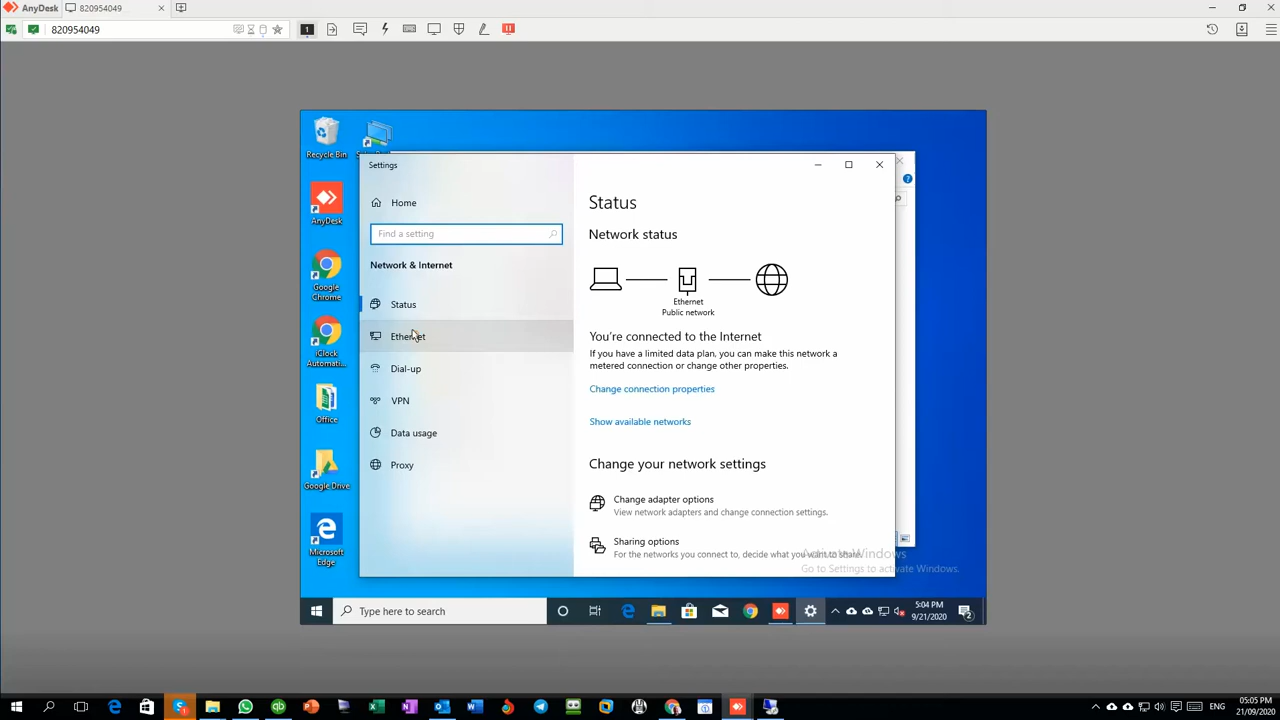 AnyDesk
820954049
820954049
1
Recycle Bin
AnyDesk
Google
Chrome
iClock
Automati...
Office
Google Drive
Microsoft
Edge
Settings
Home
Find a setting
Network & Internet
Status
Ethernet
Dial-up
VPN
Data usage
Proxy
Status
Network status
Ethernet
Public network
You're connected to the Internet
If you have a limited data plan, you can make this network a
metered connection or change other properties.
Change connection properties
Show available networks
Change your network settings
Change adapter options
View network adapters and change connection settings.
Sharing options
For the networks you connect to, decide what you want to share.
Activate Windows
Go to Settings to activate Windows.
Type here to search
5:04 PM
9/21/2020
2
ENG
05:05 PM
21/09/2020